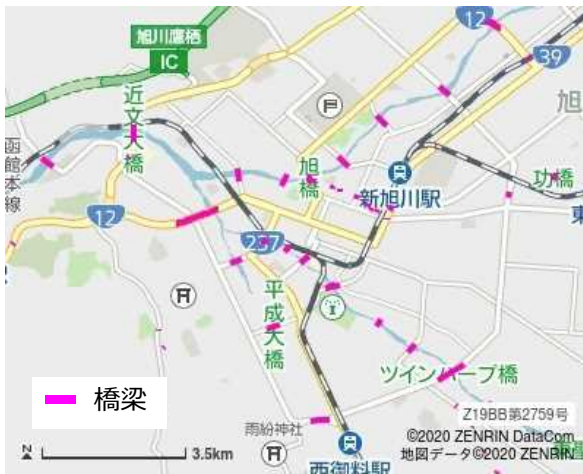 旭川鷹栖
IC
12
39
近文大橋
旭
函館本線
旭橋
新旭川駅
功橋
東
12
237
平成大橋
ツインハープ橋
橋梁
雨紛神社
Z19BB第2759号
N
3.5km
©2020 ZENRIN DataCom
地図データ©2020 ZENRIN
西御料駅